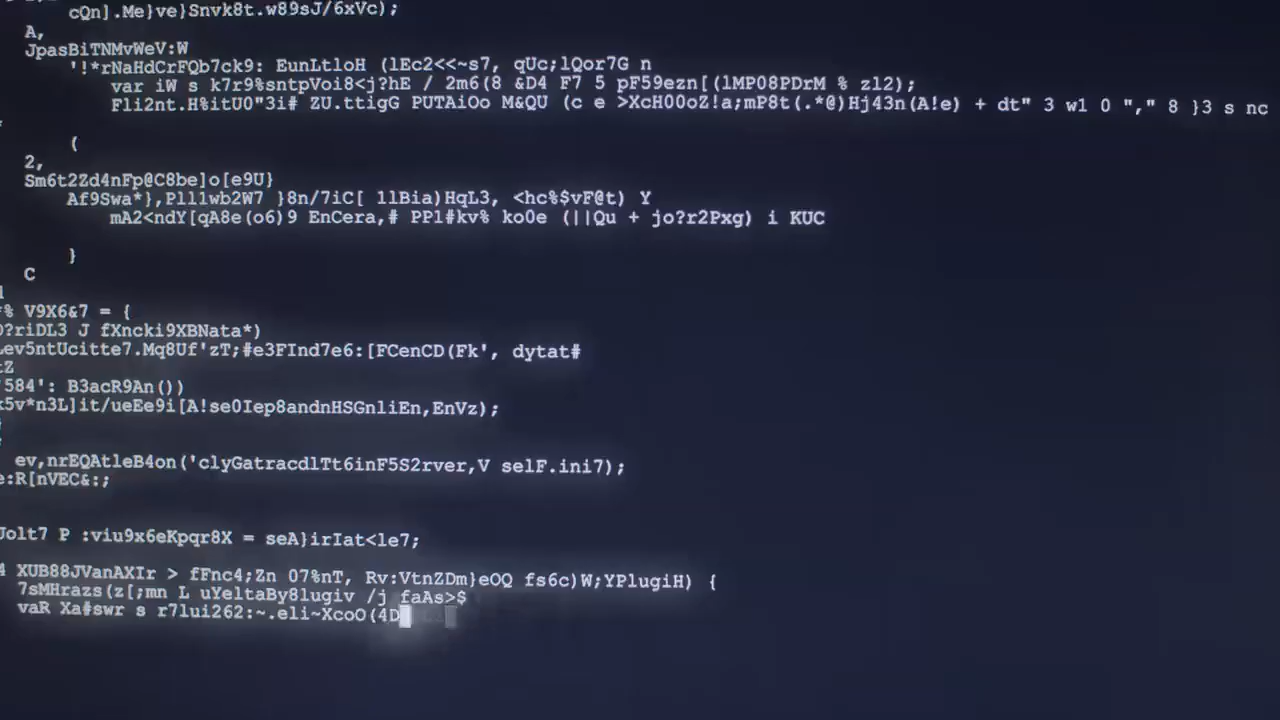 cQn].Me}ve}Snvk8t.w89sJ/6xVc);
A,
JpasBiTNMvWeV:W
'!*rNaHdCrFQb7ck9: EunLtloH (lEc2<<~s7, qUc;lQor7G n
var iW s k7r9%sntpVoi8<j?hE / 2m6(8 &D4 F7 5 pF59ezn[(lMP08PDrM % zl2);
Fli2nt.H%itU0"3i# ZU.ttigG PUTAiOo M&QU (c e >XcH00oZ!a;mP8t(.*@)Hj43n(A!e) + dt" 3 w1 0 "," 8 }3 s nc
(
2,
Sm6t2Zd4nFp@C8be]o[e9U}
Af9Swa*},Plllwb2W7 }8n/7iC[ llBia)HqL3, <hc%$vF@t) Y
mA2<ndY[qA8e(o6)9 EnCera,# PPl#kv% ko0e (||Qu + jo?r2Pxg) i KUC
}
C
% V9X6&7 = {
?riDL3 J fXncki9XBNata*)
ev5ntUcitte7.Mq8Uf'zT;#e3FInd7e6:[FCenCD(Fk', dytat#
Z
584': B3acR9An())
5v*n3L]it/ueEe9i[A!se0Iep8andnHSGnliEn,EnVz);
ev,nrEQAtleB4on('clyGatracdlTt6inF5S2rver,V selF.ini7);
e:R[nVEC&:;
Jolt7 P :viu9x6eKpqr8X = seA}irIat<le7;
4 XUB88JVanAXIr > fFnc4;Zn 07%nT, Rv:VtnZDm}eOQ fs6c)W;YPlugiH) {
7sMHrazs(z[;mn L uYeltaBy8lugiv /j faAs>$
vaR Xa#swr s r7lui262:~.eli~XcoO(4D